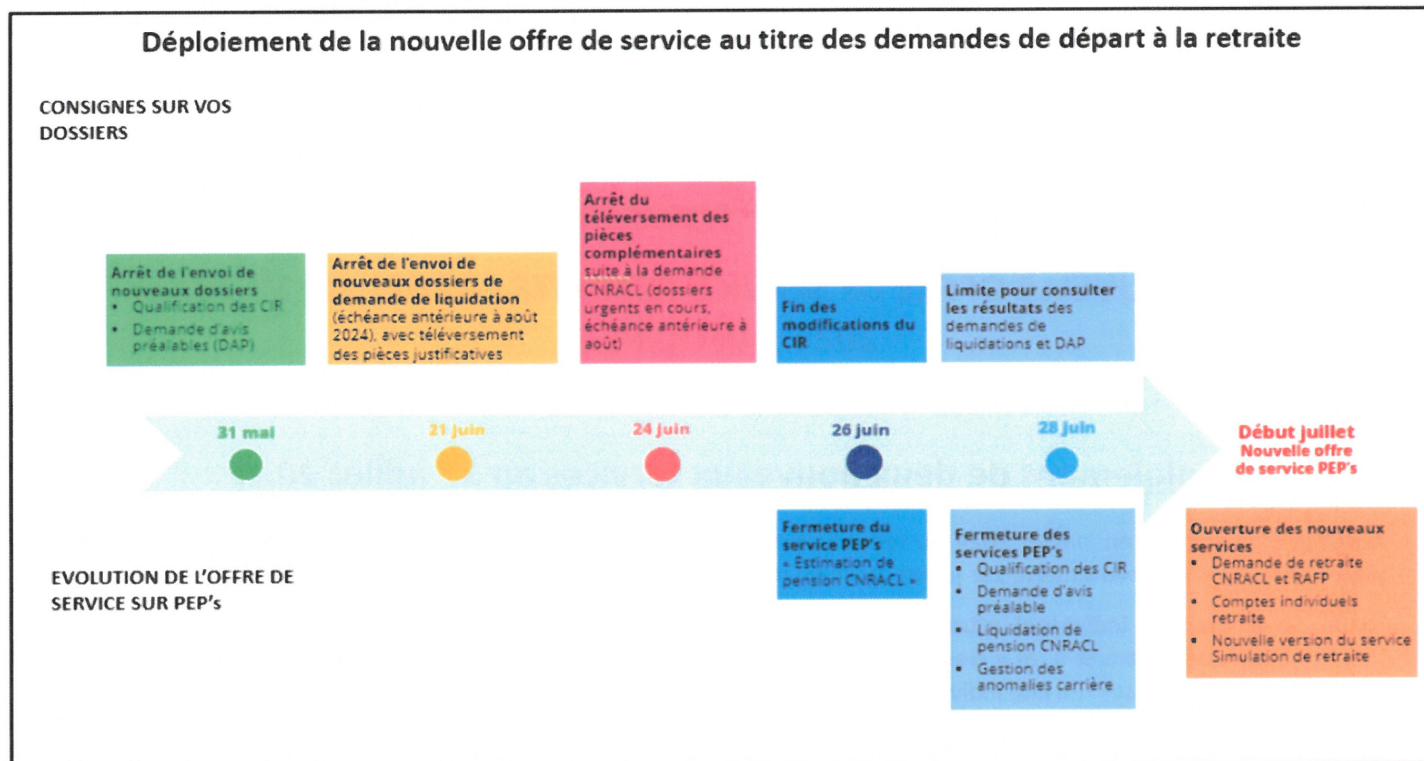 Déploiement de la nouvelle offre de service au titre des demandes de départ à la retraite
CONSIGNES SUR VOS
DOSSIERS
Arrêt de l'envoi de
nouveaux dossiers
• Qualification des CIR
• Demande d'avis
préalables (DAP)
Arrêt de l'envoi de
nouveaux dossiers de
demande de liquidation
(échéance antérieure à août
2024), avec téléversement
des pièces justificatives
Arrêt du
téléversement des
pièces
complémentaires
suite à la demande
CNRACL (dossiers
urgents en cours,
échéance antérieure à
août)
Fin des
modifications du
CIR
Limite pour consulter
les résultats des
demandes de
liquidations et DAP
31 mai
21 juin
24 juin
26 juin
28 juin
Début juillet
Nouvelle offre
de service PEP's
EVOLUTION DE L'OFFRE DE
SERVICE SUR PEP's
Fermeture du
service PEP's
« Estimation de
pension CNRACL »
Fermeture des
services PEP's
• Qualification des CIR
• Demande d'avis
préalable
• Liquidation de
pension CNRACL
• Gestion des
anomalies carrière
Ouverture des nouveaux
services
• Demande de retraite
CNRACL et RAFP
• Comptes individuels
retraite
• Nouvelle version du service
Simulation de retraite